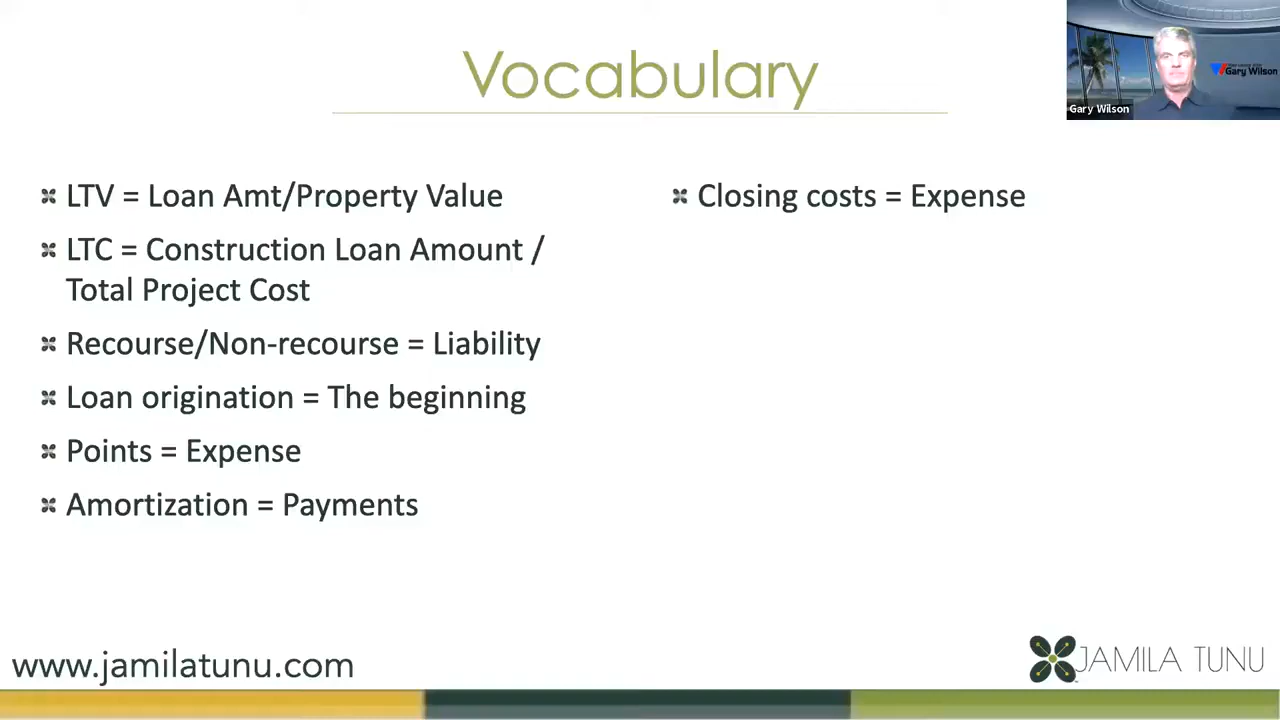 Vocabulary
Gary Wilson
Gary Wilson
LTV = Loan Amt/Property Value
LTC = Construction Loan Amount /
Total Project Cost
Recourse/Non-recourse = Liability
Loan origination = The beginning
Points = Expense
Amortization = Payments
Closing costs = Expense
www.jamilatunu.com
JAMILA TUNU